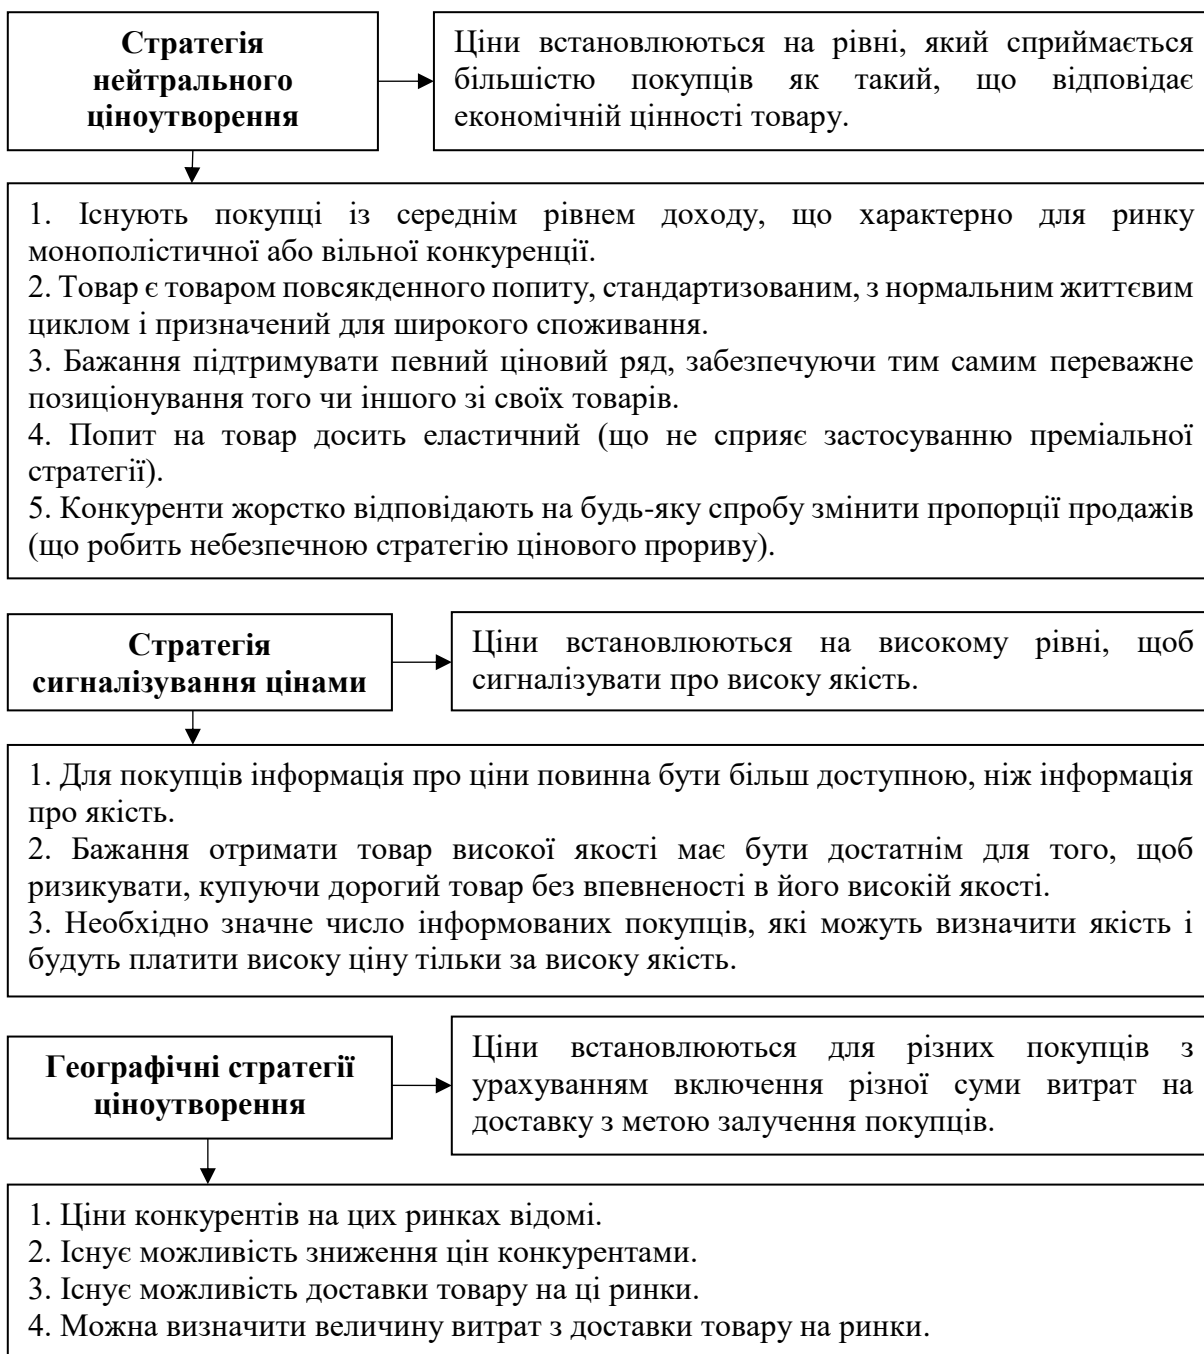 Стратегія
нейтрального
ціноутворення
Ціни встановлюються на рівні, який сприймається
більшістю покупців як такий, що відповідає
економічній цінності товару.
1. Існують покупці із середнім рівнем доходу, що характерно для ринку
монополістичної або вільної конкуренції.
2. Товар є товаром повсякденного попиту, стандартизованим, з нормальним життєвим
циклом і призначений для широкого споживання.
3. Бажання підтримувати певний ціновий ряд, забезпечуючи тим самим переважне
позиціонування того чи іншого зі своїх товарів.
4. Попит на товар досить еластичний (що не сприяє застосуванню преміальної
стратегії).
5. Конкуренти жорстко відповідають на будь-яку спробу змінити пропорції продажів
(що робить небезпечною стратегію цінового прориву).
Стратегія
сигналізування цінами
Ціни встановлюються на високому рівні, щоб
сигналізувати про високу якість.
1. Для покупців інформація про ціни повинна бути більш доступною, ніж інформація
про якість.
2. Бажання отримати товар високої якості має бути достатнім для того, щоб
ризикувати, купуючи дорогий товар без впевненості в його високій якості.
3. Необхідно значне число інформованих покупців, які можуть визначити якість і
будуть платити високу ціну тільки за високу якість.
Географічні стратегії
ціноутворення
Ціни встановлюються для різних покупців з
урахуванням включення різної суми витрат на
доставку з метою залучення покупців.
1. Ціни конкурентів на цих ринках відомі.
2. Існує можливість зниження цін конкурентами.
3. Існує можливість доставки товару на ці ринки.
4. Можна визначити величину витрат з доставки товару на ринки.